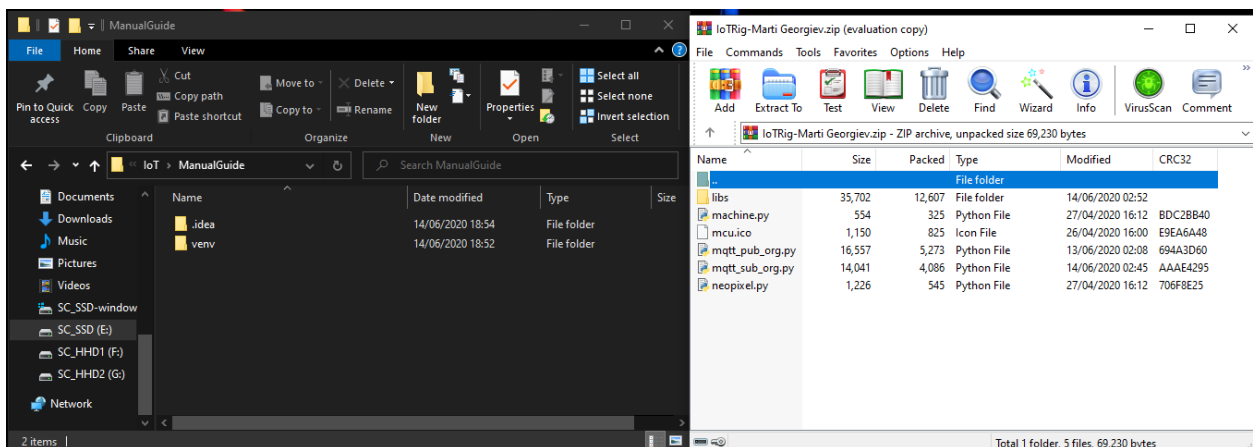 ManualGuide
File Home Share View
Pin to Quick access
Copy
Paste
Cut
Copy path
Paste shortcut
Clipboard
Move to
Copy to
Delete
Rename
Organize
New folder
New
Properties
Open
Select all
Select none
Invert selection
Select
« IoT › ManualGuide
Search ManualGuide
Documents
Downloads
Music
Pictures
Videos
SC_SSD-window
SC_SSD (E:)
SC_HHD1 (F:)
SC_HHD2 (G:)
Network
Name Date modified Type Size
.idea 14/06/2020 18:54 File folder
venv 14/06/2020 18:52 File folder
2 items
IoTRig-Marti Georgiev.zip (evaluation copy)
File Commands Tools Favorites Options Help
Add Extract To Test View Delete Find Wizard Info VirusScan Comment
IoTRig-Marti Georgiev.zip - ZIP archive, unpacked size 69,230 bytes
Name Size Packed Type Modified CRC32
.. File folder
libs 35,702 12,607 File folder 14/06/2020 02:52
machine.py 554 325 Python File 27/04/2020 16:12 BDC2BB40
mcu.ico 1,150 825 Icon File 26/04/2020 16:00 E9EA6A48
mqtt_pub_org.py 16,557 5,273 Python File 13/06/2020 02:08 694A3D60
mqtt_sub_org.py 14,041 4,086 Python File 14/06/2020 02:45 AAAE4295
neopixel.py 1,226 545 Python File 27/04/2020 16:12 706F8E25
Total 1 folder, 5 files, 69,230 bytes